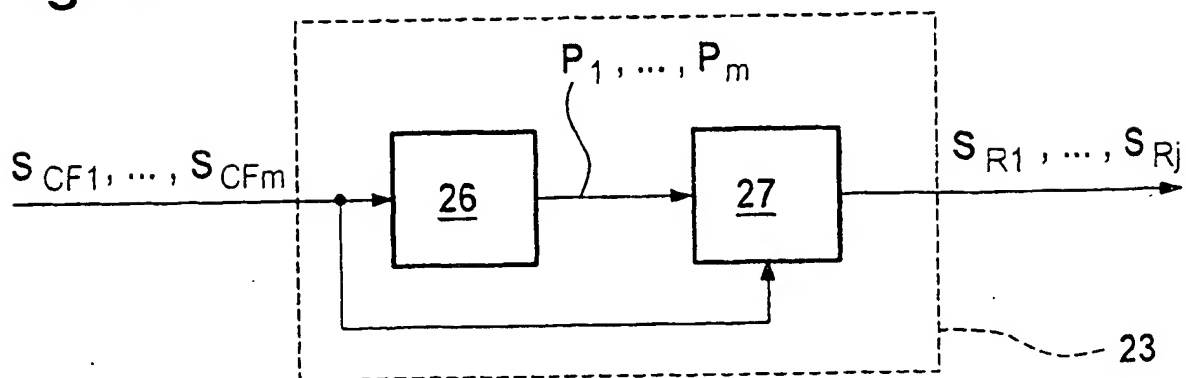 P1, ..., Pm
SCF1, ..., SCFm
26
27
SR1, ..., SRj
23